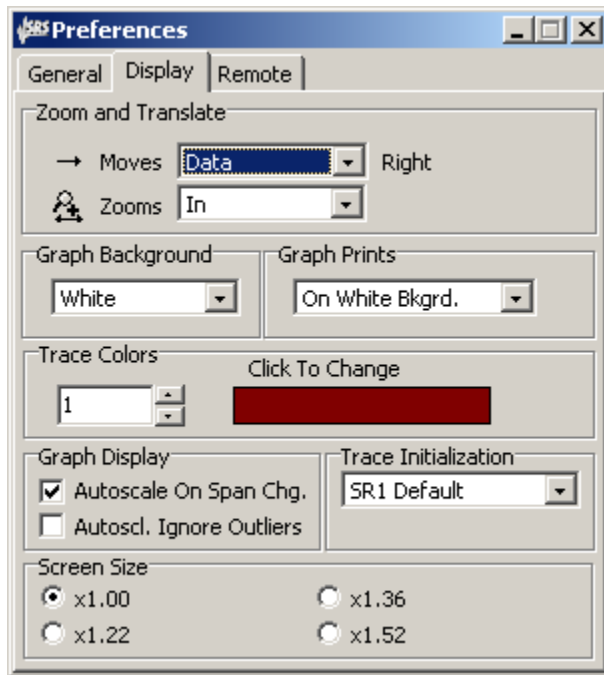 SRS Preferences
General Display Remote
Zoom and Translate
→ Moves Data Right
Zooms In
Graph Background Graph Prints
White On White Bkgrd.
Trace Colors
Click To Change
1
Graph Display Trace Initialization
Autoscale On Span Chg. SR1 Default
Autoscl. Ignore Outliers
Screen Size
x1.00 x1.36
x1.22 x1.52